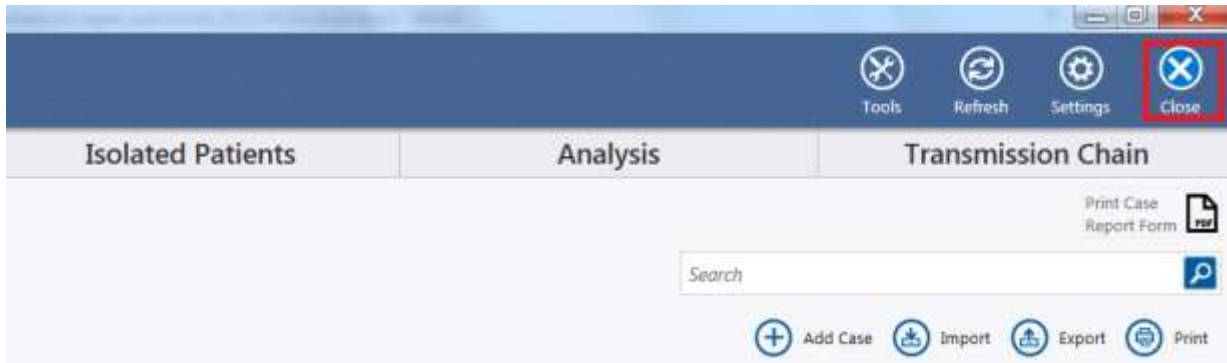 Tools Refresh Settings Close
Isolated Patients Analysis Transmission Chain
Print Case
Report Form PDF
Search
Add Case Import Export Print